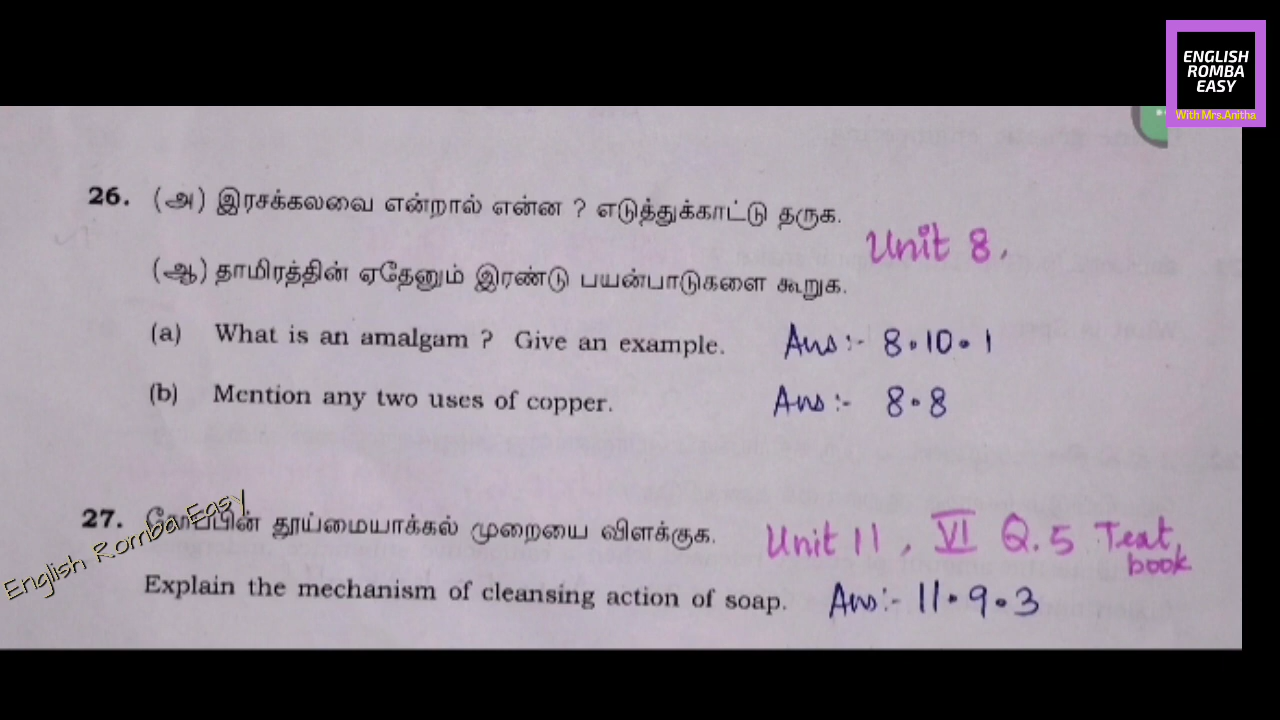 ENGLISH
ROMBA
EASY
With Mrs.Anitha
26. (அ) இரசக்கலவை என்றால் என்ன ? எடுத்துக்காட்டு தருக.
Unit 8.
(ஆ) தாமிரத்தின் ஏதேனும் இரண்டு பயன்பாடுகளை கூறுக.
(a) What is an amalgam ? Give an example. Ans :- 8.10.1
(b) Mention any two uses of copper. Ans :- 8.8
27. சோப்பின் தூய்மையாக்கல் முறையை விளக்குக. Unit 11, VI Q.5 Text book
English Romba Easy
Explain the mechanism of cleansing action of soap. Ans :- 11.9.3